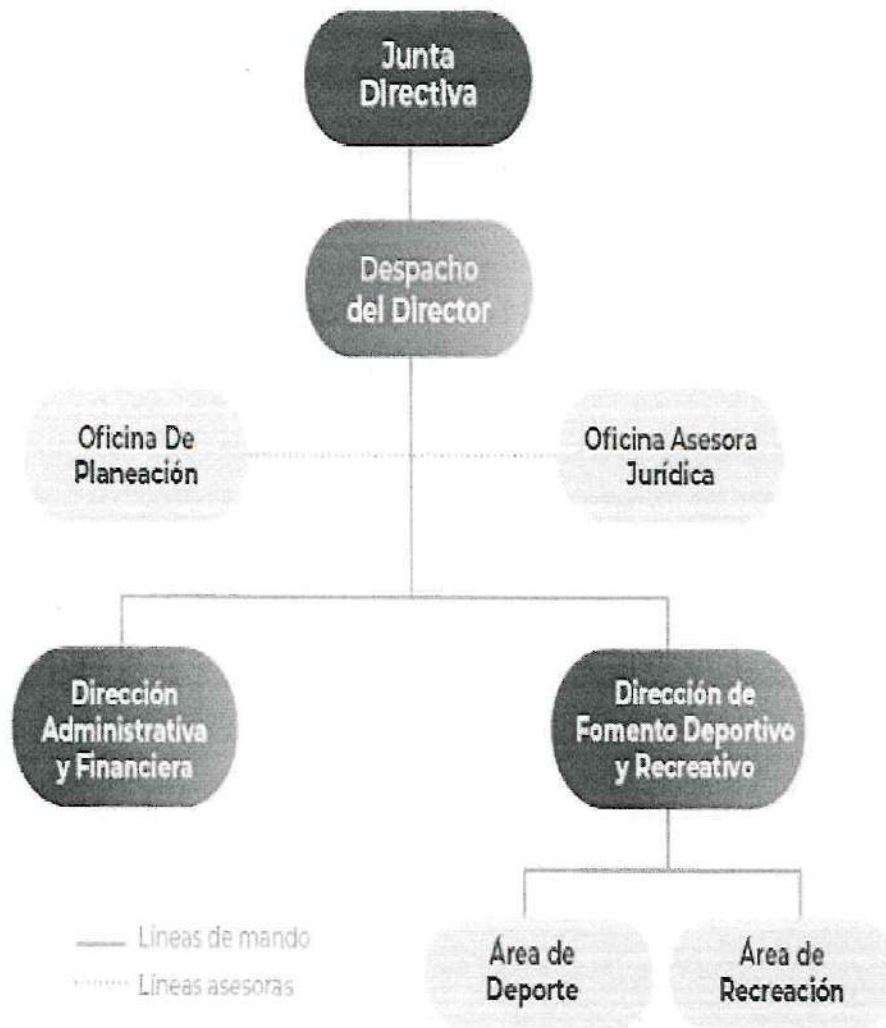 Junta
Directiva
Despacho
del Director
Oficina De
Planeación
Oficina Asesora
Jurídica
Dirección
Administrativa
y Financiera
Dirección de
Fomento Deportivo
y Recreativo
Líneas de mando
Líneas asesoras
Área de
Deporte
Área de
Recreación